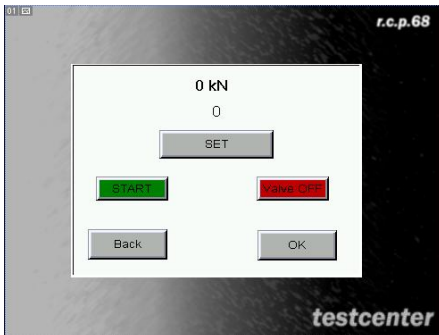 01
r.c.p.68
0 kN
0
SET
START
Valve OFF
Back
OK
testcenter